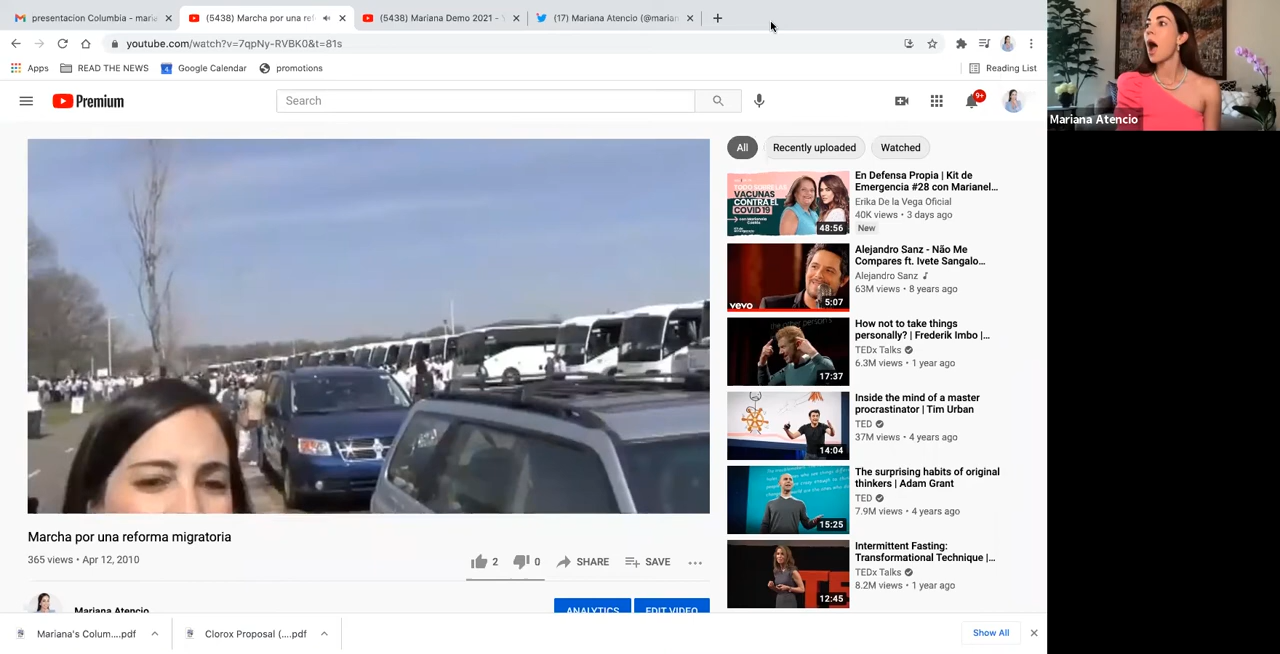 presentacion Columbia - maria
(5438) Marcha por una ref
(5438) Mariana Demo 2021 -
(17) Mariana Atencio (@marian
youtube.com/watch?v=7qpNy-RVBK0&t=81s
Apps
READ THE NEWS
Google Calendar
promotions
Reading List
Premium
Search
9+
Mariana Atencio
All
Recently uploaded
Watched
VACUNAS
CONTRA EL
COVID19
48:56
En Defensa Propia | Kit de
Emergencia #28 con Marianel...
Erika De la Vega Oficial
40K views • 3 days ago
New
vevo
5:07
Alejandro Sanz - Não Me
Compares ft. Ivete Sangalo...
Alejandro Sanz
63M views • 8 years ago
17:37
How not to take things
personally? | Frederik Imbo |...
TEDx Talks
6.3M views • 1 year ago
14:04
Inside the mind of a master
procrastinator | Tim Urban
TED
37M views • 4 years ago
15:25
The surprising habits of original
thinkers | Adam Grant
TED
7.9M views • 4 years ago
12:45
Intermittent Fasting:
Transformational Technique |...
TEDx Talks
8.2M views • 1 year ago
Marcha por una reforma migratoria
365 views • Apr 12, 2010
2
0
SHARE
SAVE
Mariana Atencio
ANALYTICS
EDIT VIDEO
Mariana's Colum....pdf
Clorox Proposal (....pdf
Show All